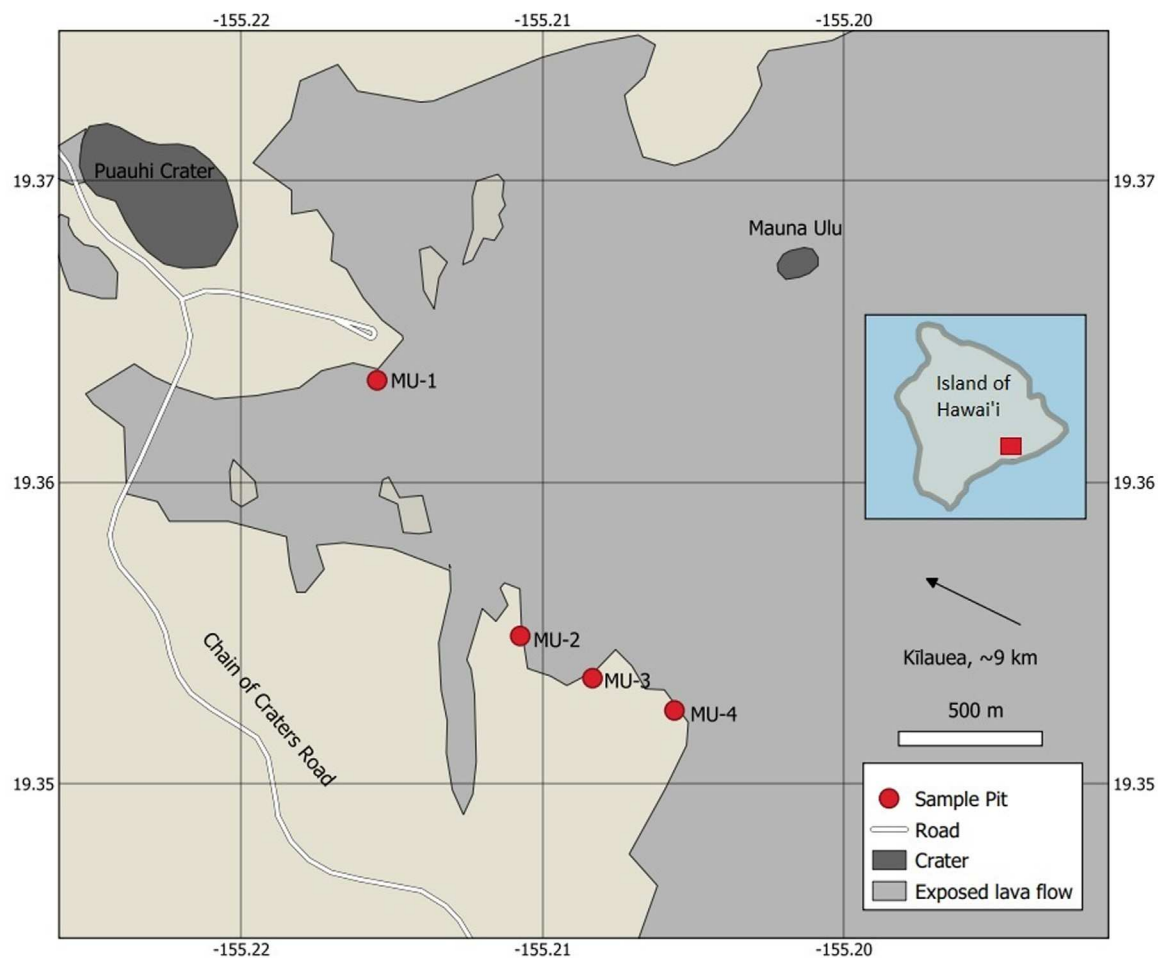 -155.22
-155.21
-155.20
Puauhi Crater
19.37
19.37
Mauna Ulu
MU-1
Island of
Hawai'i
19.36
19.36
MU-2
Kīlauea, ~9 km
MU-3
Chain of Craters Road
500 m
MU-4
19.35
19.35
Sample Pit
Road
Crater
Exposed lava flow
-155.22
-155.21
-155.20